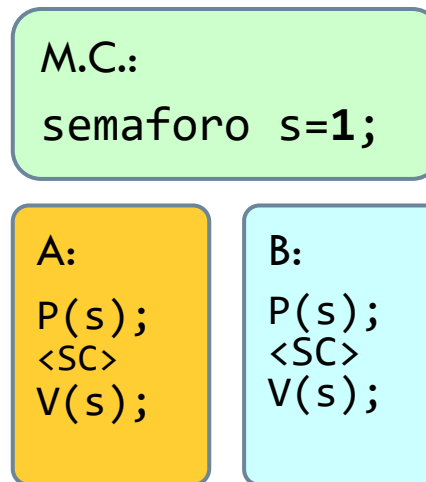 M.C.:
semaforo s=1;
A:
P(s);
<SC>
V(s);
B:
P(s);
<SC>
V(s);